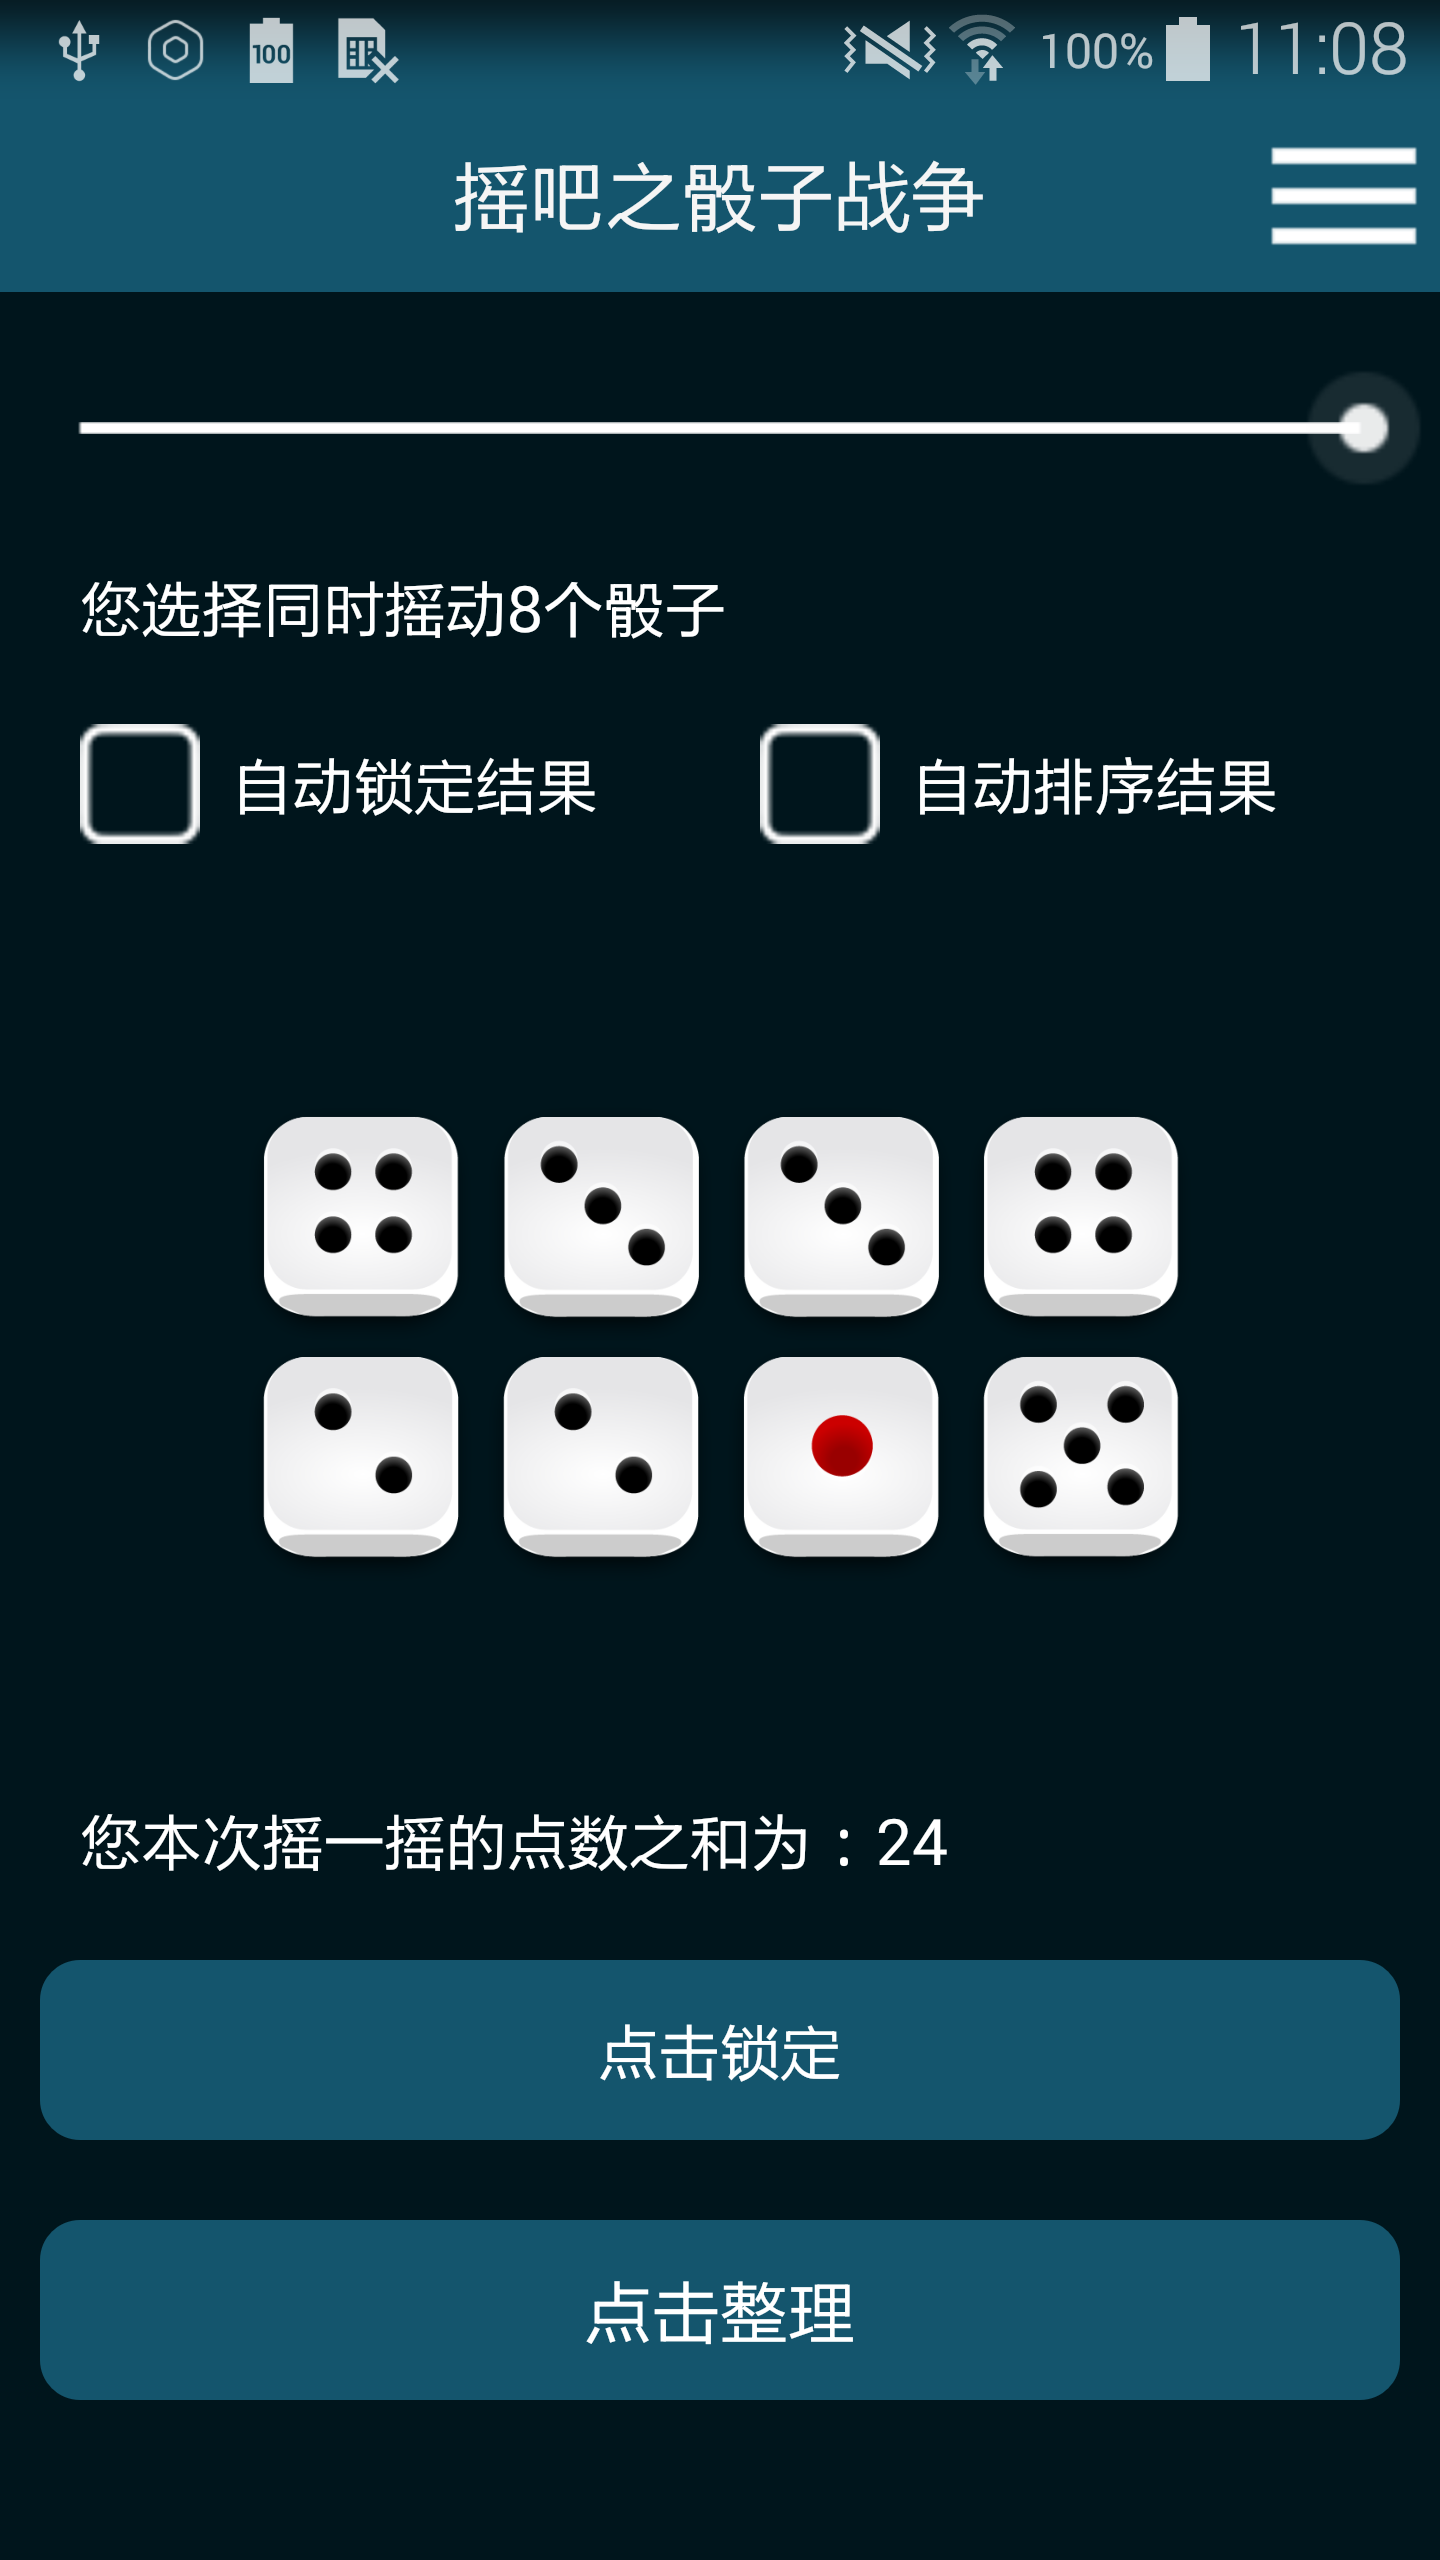 100
100%
11:08
摇吧之骰子战争
您选择同时摇动8个骰子
自动锁定结果
自动排序结果
您本次摇一摇的点数之和为：24
点击锁定
点击整理